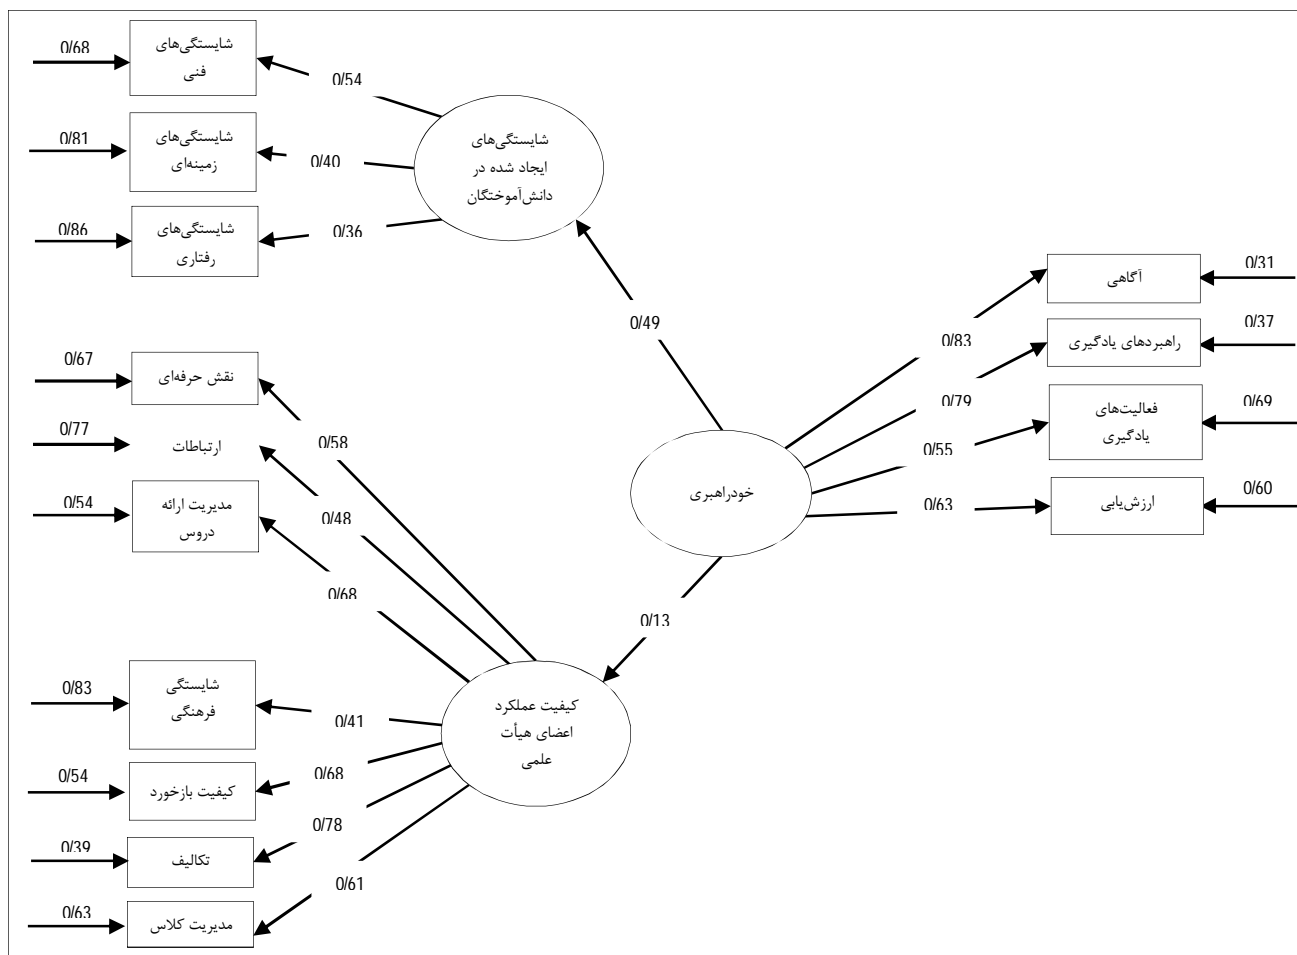 0/68
شایستگی‌های
فنی
0/54
0/81
شایستگی‌های
زمینه‌ای
0/40
0/86
شایستگی‌های
رفتاری
0/36
شایستگی‌های
ایجاد شده در
دانش‌آموختگان
0/49
آگاهی
0/31
0/83
راهبردهای یادگیری
0/37
0/79
فعالیت‌های
یادگیری
0/69
0/55
ارزش‌یابی
0/60
0/63
خودراهبری
0/13
0/67
نقش حرفه‌ای
0/58
0/77
ارتباطات
0/48
0/54
مدیریت ارائه
دروس
0/68
0/83
شایستگی
فرهنگی
0/41
کیفیت عملکرد
اعضای هیأت
علمی
0/54
کیفیت بازخورد
0/68
0/39
تکالیف
0/78
0/63
مدیریت کلاس
0/61